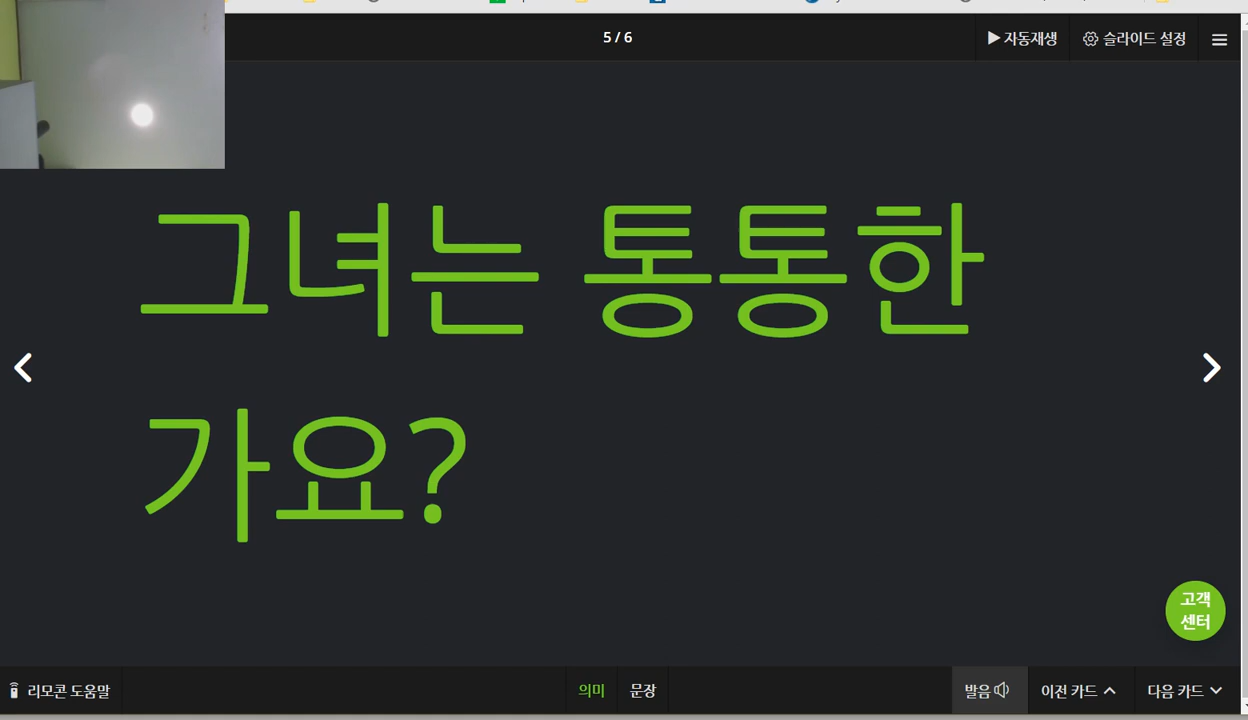 5 / 6
자동재생
슬라이드 설정
그녀는 통통한
가요?
고객
센터
리모콘 도움말
의미
문장
발음
이전 카드
다음 카드